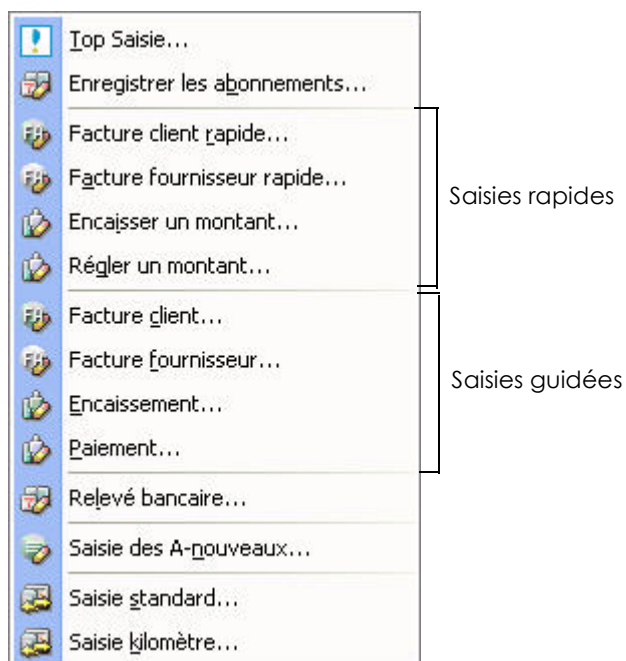 Top Saisie...
Enregistrer les abonnements...
Facture client rapide...
Facture fournisseur rapide...
Encaisser un montant...
Régler un montant...
Saisies rapides
Facture client...
Facture fournisseur...
Encaissement...
Paiement...
Saisies guidées
Relevé bancaire...
Saisie des A-nouveaux...
Saisie standard...
Saisie kilomètre...